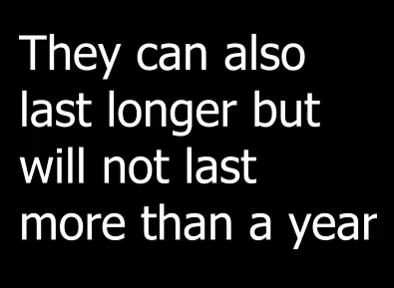 They can also
last longer but
will not last
more than a year